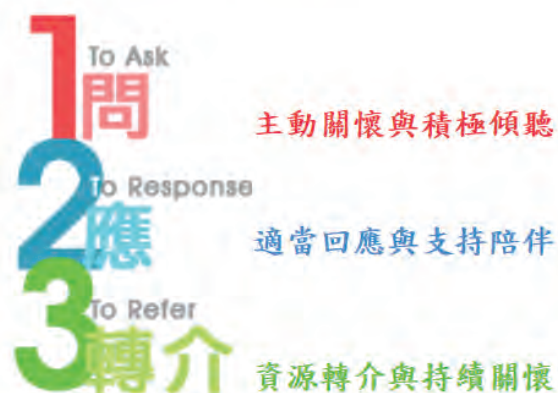 1 To Ask
問
主動關懷與積極傾聽
2 To Response
應
適當回應與支持陪伴
3 To Refer
轉介
資源轉介與持續關懷